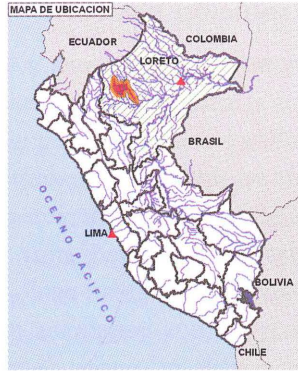 MAPA DE UBICACION
ECUADOR
COLOMBIA
LORETO
BRASIL
LIMA
OCEANO PACIFICO
BOLIVIA
CHILE